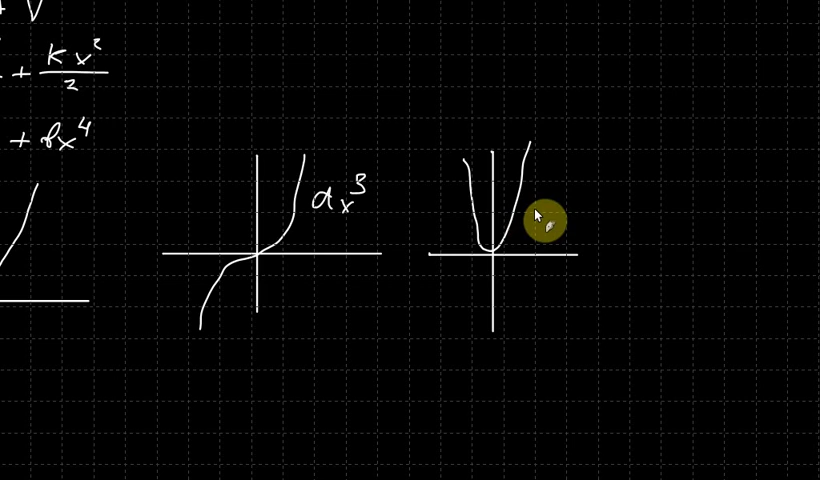 + V
+ Kx²/2
+ βx⁴
αx³